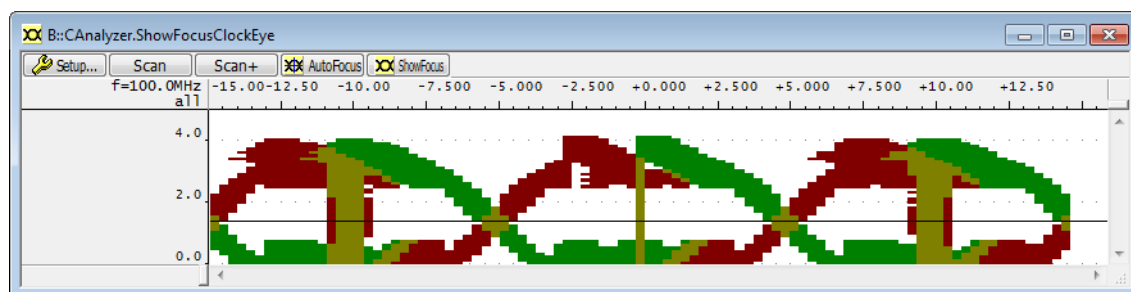 B::CAnalyzer.ShowFocusClockEye
Setup... Scan Scan+ AutoFocus ShowFocus
f=100.0MHz -15.00-12.50 -10.00 -7.500 -5.000 -2.500 +0.000 +2.500 +5.000 +7.500 +10.00 +12.50
all
4.0
2.0
0.0